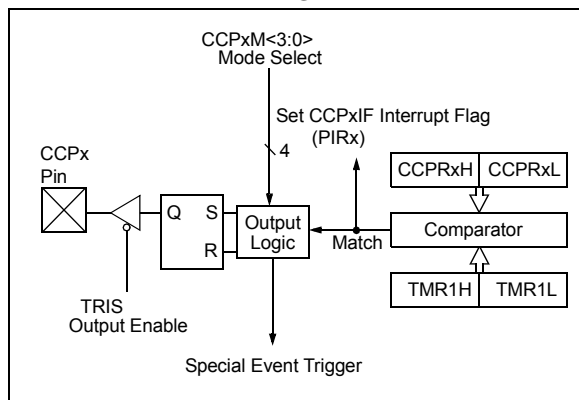 CCPxM<3:0>
Mode Select
Set CCPxIF Interrupt Flag
(PIRx)
4
CCPx
Pin
CCPRxH
CCPRxL
Q
S
R
Output
Logic
Match
Comparator
TMR1H
TMR1L
TRIS
Output Enable
Special Event Trigger